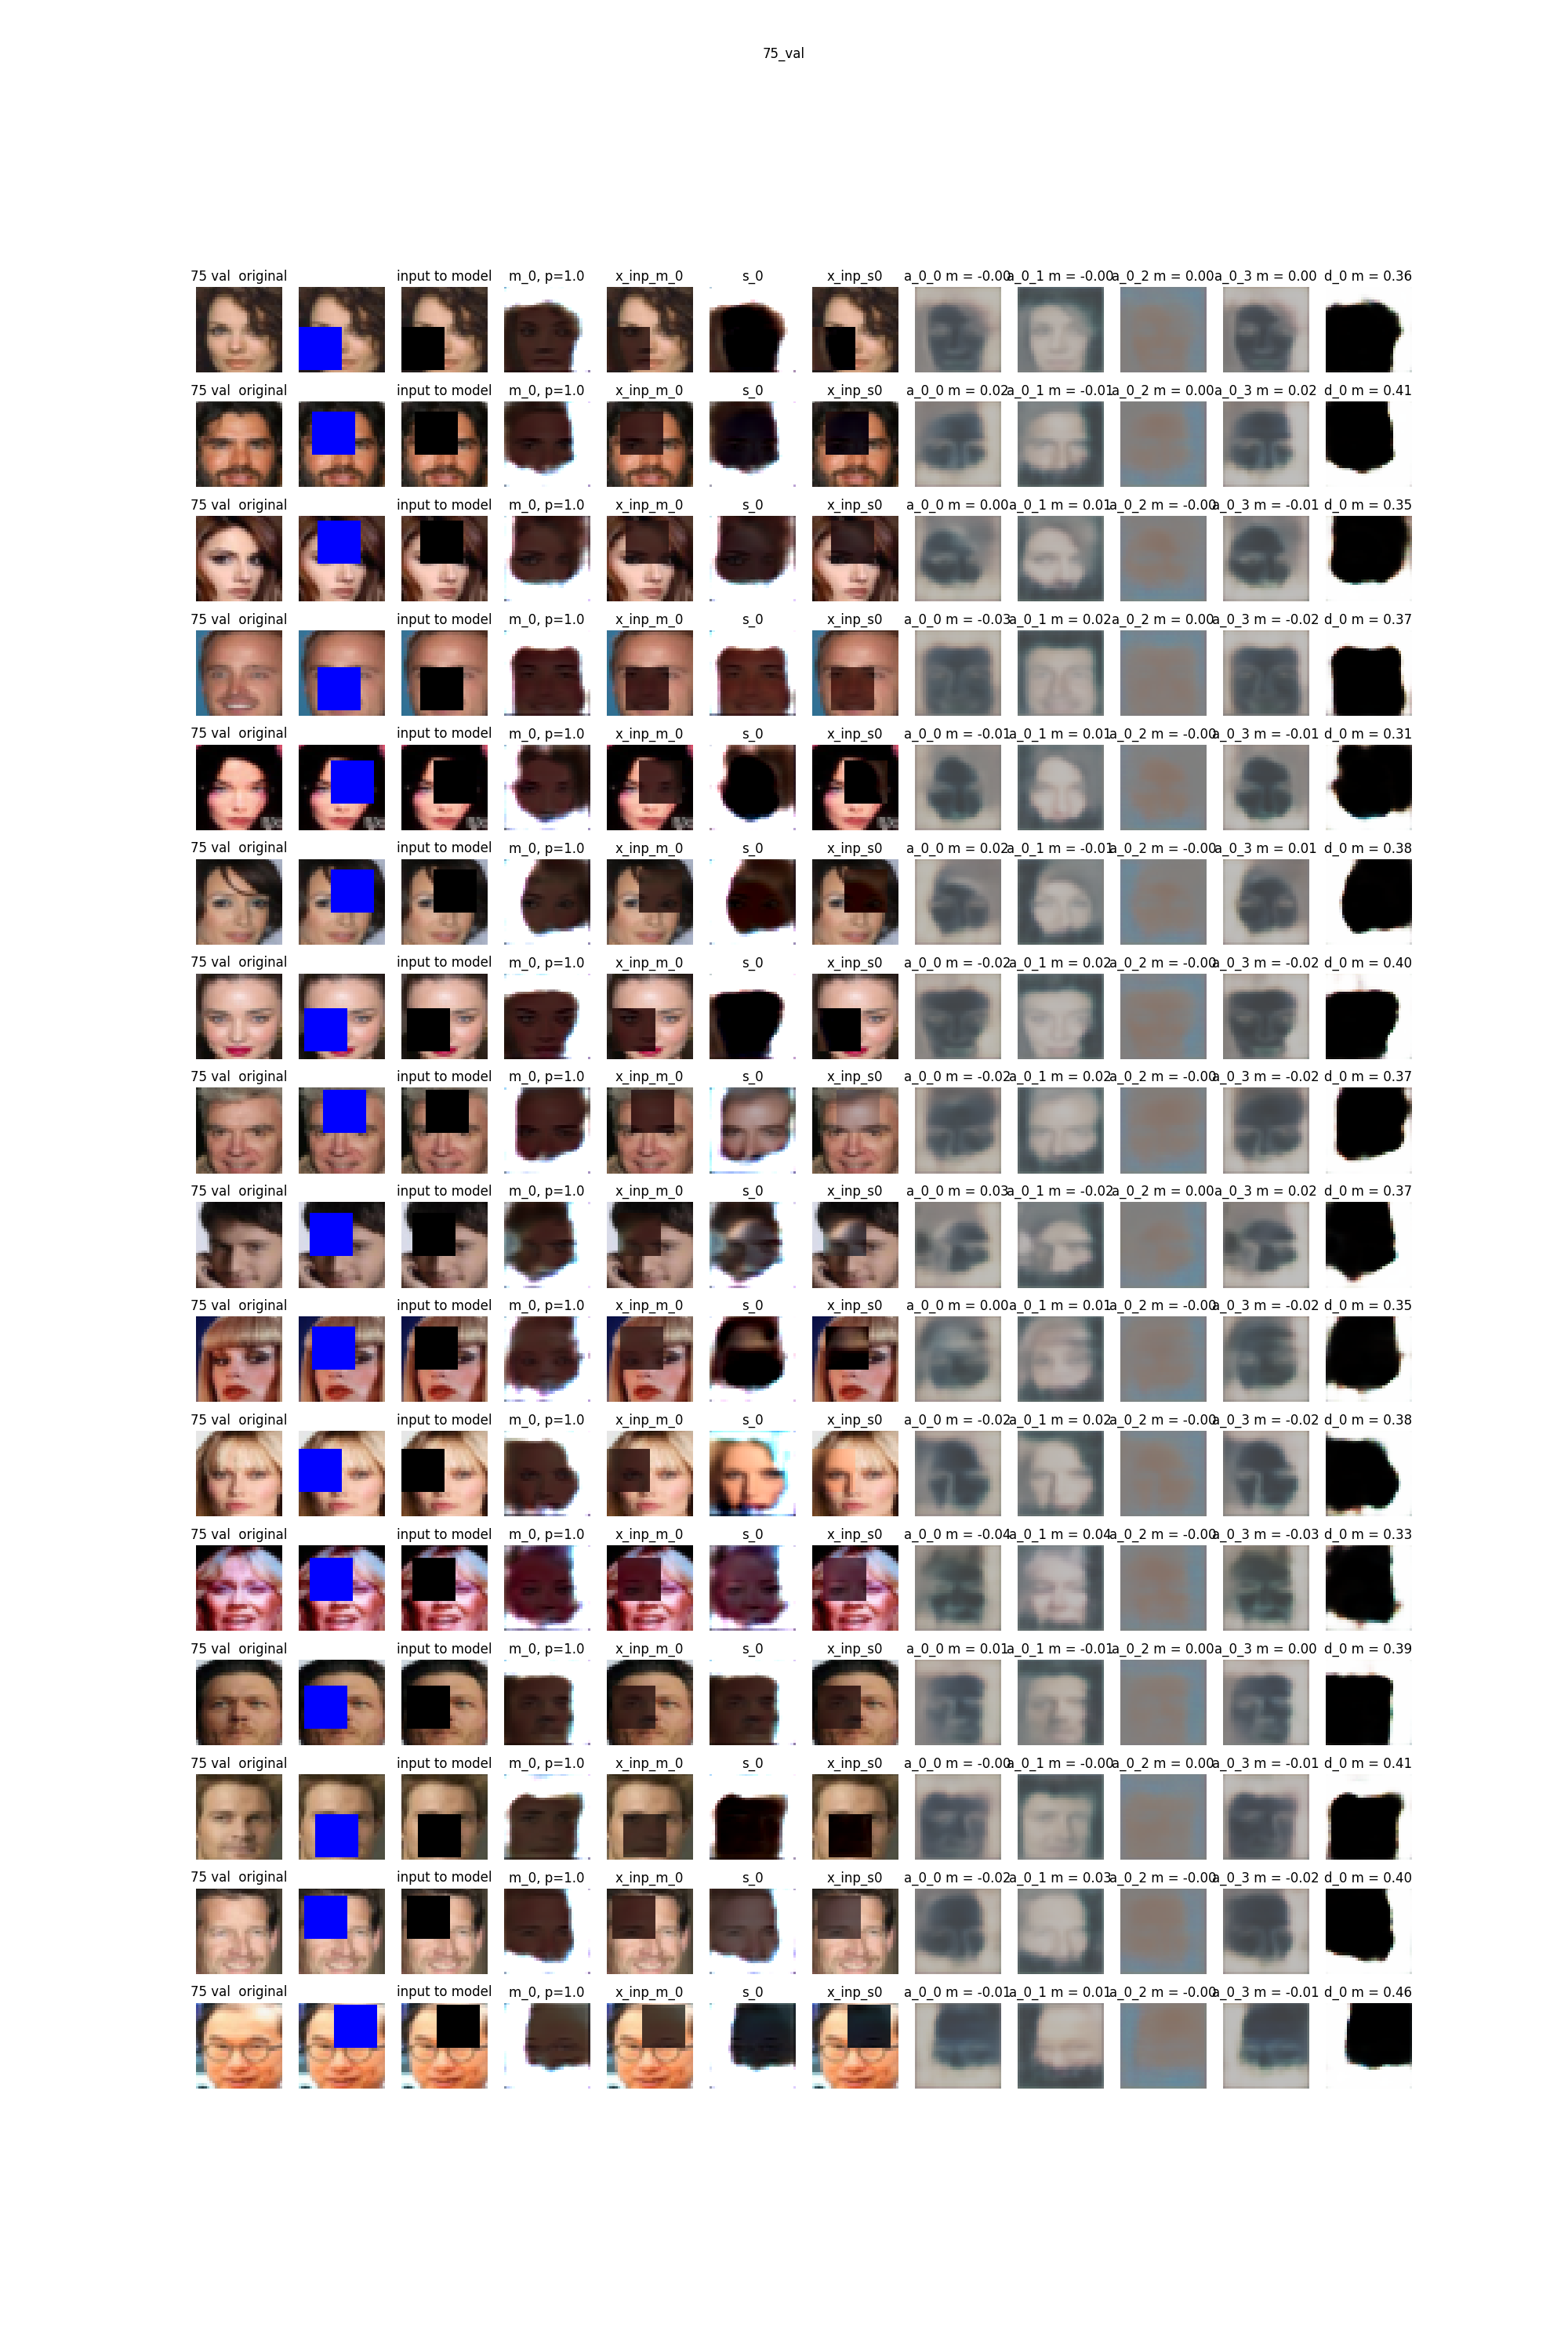 75_val
75 val original input to model m_0, p=1.0 x_inp_m_0 s_0 x_inp_s0 a_0_0 m = -0.00 a_0_1 m = -0.00 a_0_2 m = 0.00 a_0_3 m = 0.00 d_0 m = 0.36
75 val original input to model m_0, p=1.0 x_inp_m_0 s_0 x_inp_s0 a_0_0 m = 0.02 a_0_1 m = -0.01 a_0_2 m = 0.00 a_0_3 m = 0.02 d_0 m = 0.41
75 val original input to model m_0, p=1.0 x_inp_m_0 s_0 x_inp_s0 a_0_0 m = 0.00 a_0_1 m = 0.01 a_0_2 m = -0.00 a_0_3 m = -0.01 d_0 m = 0.35
75 val original input to model m_0, p=1.0 x_inp_m_0 s_0 x_inp_s0 a_0_0 m = -0.03 a_0_1 m = 0.02 a_0_2 m = 0.00 a_0_3 m = -0.02 d_0 m = 0.37
75 val original input to model m_0, p=1.0 x_inp_m_0 s_0 x_inp_s0 a_0_0 m = -0.01 a_0_1 m = 0.01 a_0_2 m = -0.00 a_0_3 m = -0.01 d_0 m = 0.31
75 val original input to model m_0, p=1.0 x_inp_m_0 s_0 x_inp_s0 a_0_0 m = 0.02 a_0_1 m = -0.01 a_0_2 m = -0.00 a_0_3 m = 0.01 d_0 m = 0.38
75 val original input to model m_0, p=1.0 x_inp_m_0 s_0 x_inp_s0 a_0_0 m = -0.02 a_0_1 m = 0.02 a_0_2 m = -0.00 a_0_3 m = -0.02 d_0 m = 0.40
75 val original input to model m_0, p=1.0 x_inp_m_0 s_0 x_inp_s0 a_0_0 m = -0.02 a_0_1 m = 0.02 a_0_2 m = -0.00 a_0_3 m = -0.02 d_0 m = 0.37
75 val original input to model m_0, p=1.0 x_inp_m_0 s_0 x_inp_s0 a_0_0 m = 0.03 a_0_1 m = -0.02 a_0_2 m = 0.00 a_0_3 m = 0.02 d_0 m = 0.37
75 val original input to model m_0, p=1.0 x_inp_m_0 s_0 x_inp_s0 a_0_0 m = 0.00 a_0_1 m = 0.01 a_0_2 m = -0.00 a_0_3 m = -0.02 d_0 m = 0.35
75 val original input to model m_0, p=1.0 x_inp_m_0 s_0 x_inp_s0 a_0_0 m = -0.02 a_0_1 m = 0.02 a_0_2 m = -0.00 a_0_3 m = -0.02 d_0 m = 0.38
75 val original input to model m_0, p=1.0 x_inp_m_0 s_0 x_inp_s0 a_0_0 m = -0.04 a_0_1 m = 0.04 a_0_2 m = -0.00 a_0_3 m = -0.03 d_0 m = 0.33
75 val original input to model m_0, p=1.0 x_inp_m_0 s_0 x_inp_s0 a_0_0 m = 0.01 a_0_1 m = -0.01 a_0_2 m = 0.00 a_0_3 m = 0.00 d_0 m = 0.39
75 val original input to model m_0, p=1.0 x_inp_m_0 s_0 x_inp_s0 a_0_0 m = -0.00 a_0_1 m = -0.00 a_0_2 m = 0.00 a_0_3 m = -0.01 d_0 m = 0.41
75 val original input to model m_0, p=1.0 x_inp_m_0 s_0 x_inp_s0 a_0_0 m = -0.02 a_0_1 m = 0.03 a_0_2 m = -0.00 a_0_3 m = -0.02 d_0 m = 0.40
75 val original input to model m_0, p=1.0 x_inp_m_0 s_0 x_inp_s0 a_0_0 m = -0.01 a_0_1 m = 0.01 a_0_2 m = -0.00 a_0_3 m = -0.01 d_0 m = 0.46